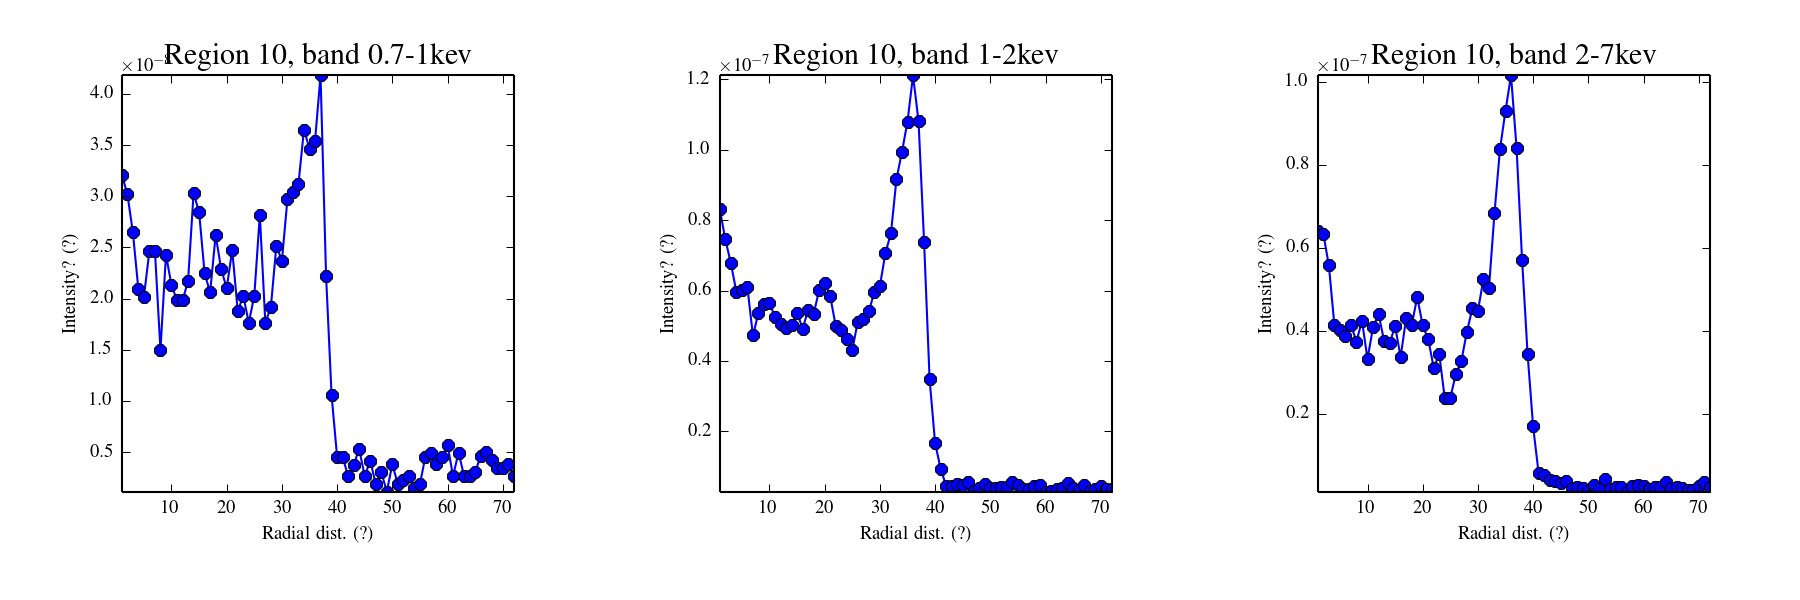 Region 10, band 0.7-1kev
×10⁻⁸
4.0
3.5
3.0
2.5
2.0
1.5
1.0
0.5
Intensity? (?)
10 20 30 40 50 60 70
Radial dist. (?)
Region 10, band 1-2kev
×10⁻⁷
1.2
1.0
0.8
0.6
0.4
0.2
Intensity? (?)
10 20 30 40 50 60 70
Radial dist. (?)
Region 10, band 2-7kev
×10⁻⁷
1.0
0.8
0.6
0.4
0.2
Intensity? (?)
10 20 30 40 50 60 70
Radial dist. (?)